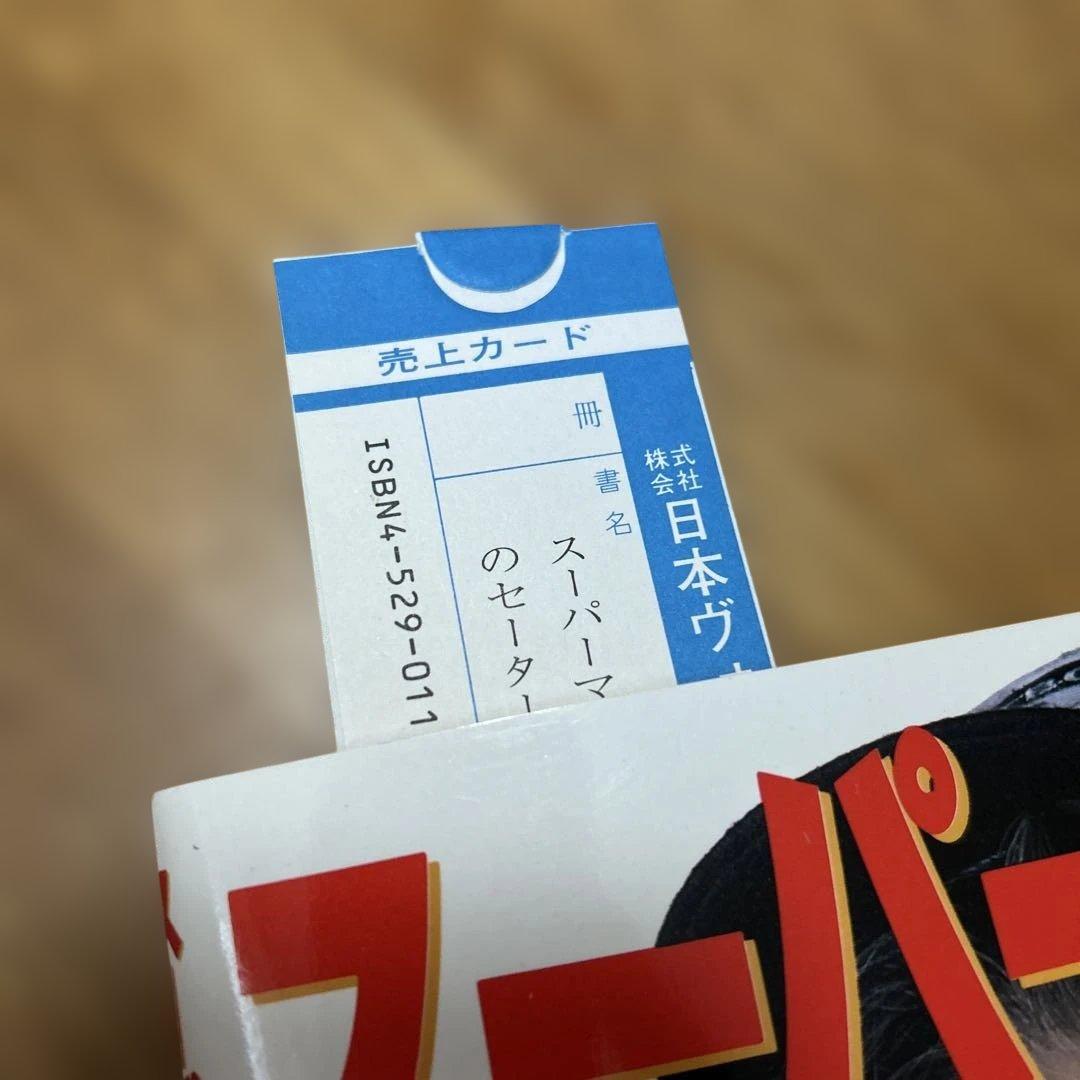 売上カード
冊
書名
株式会社
日本ヴ
スーパーマ
のセーター
ISBN4-529-011
スーパー